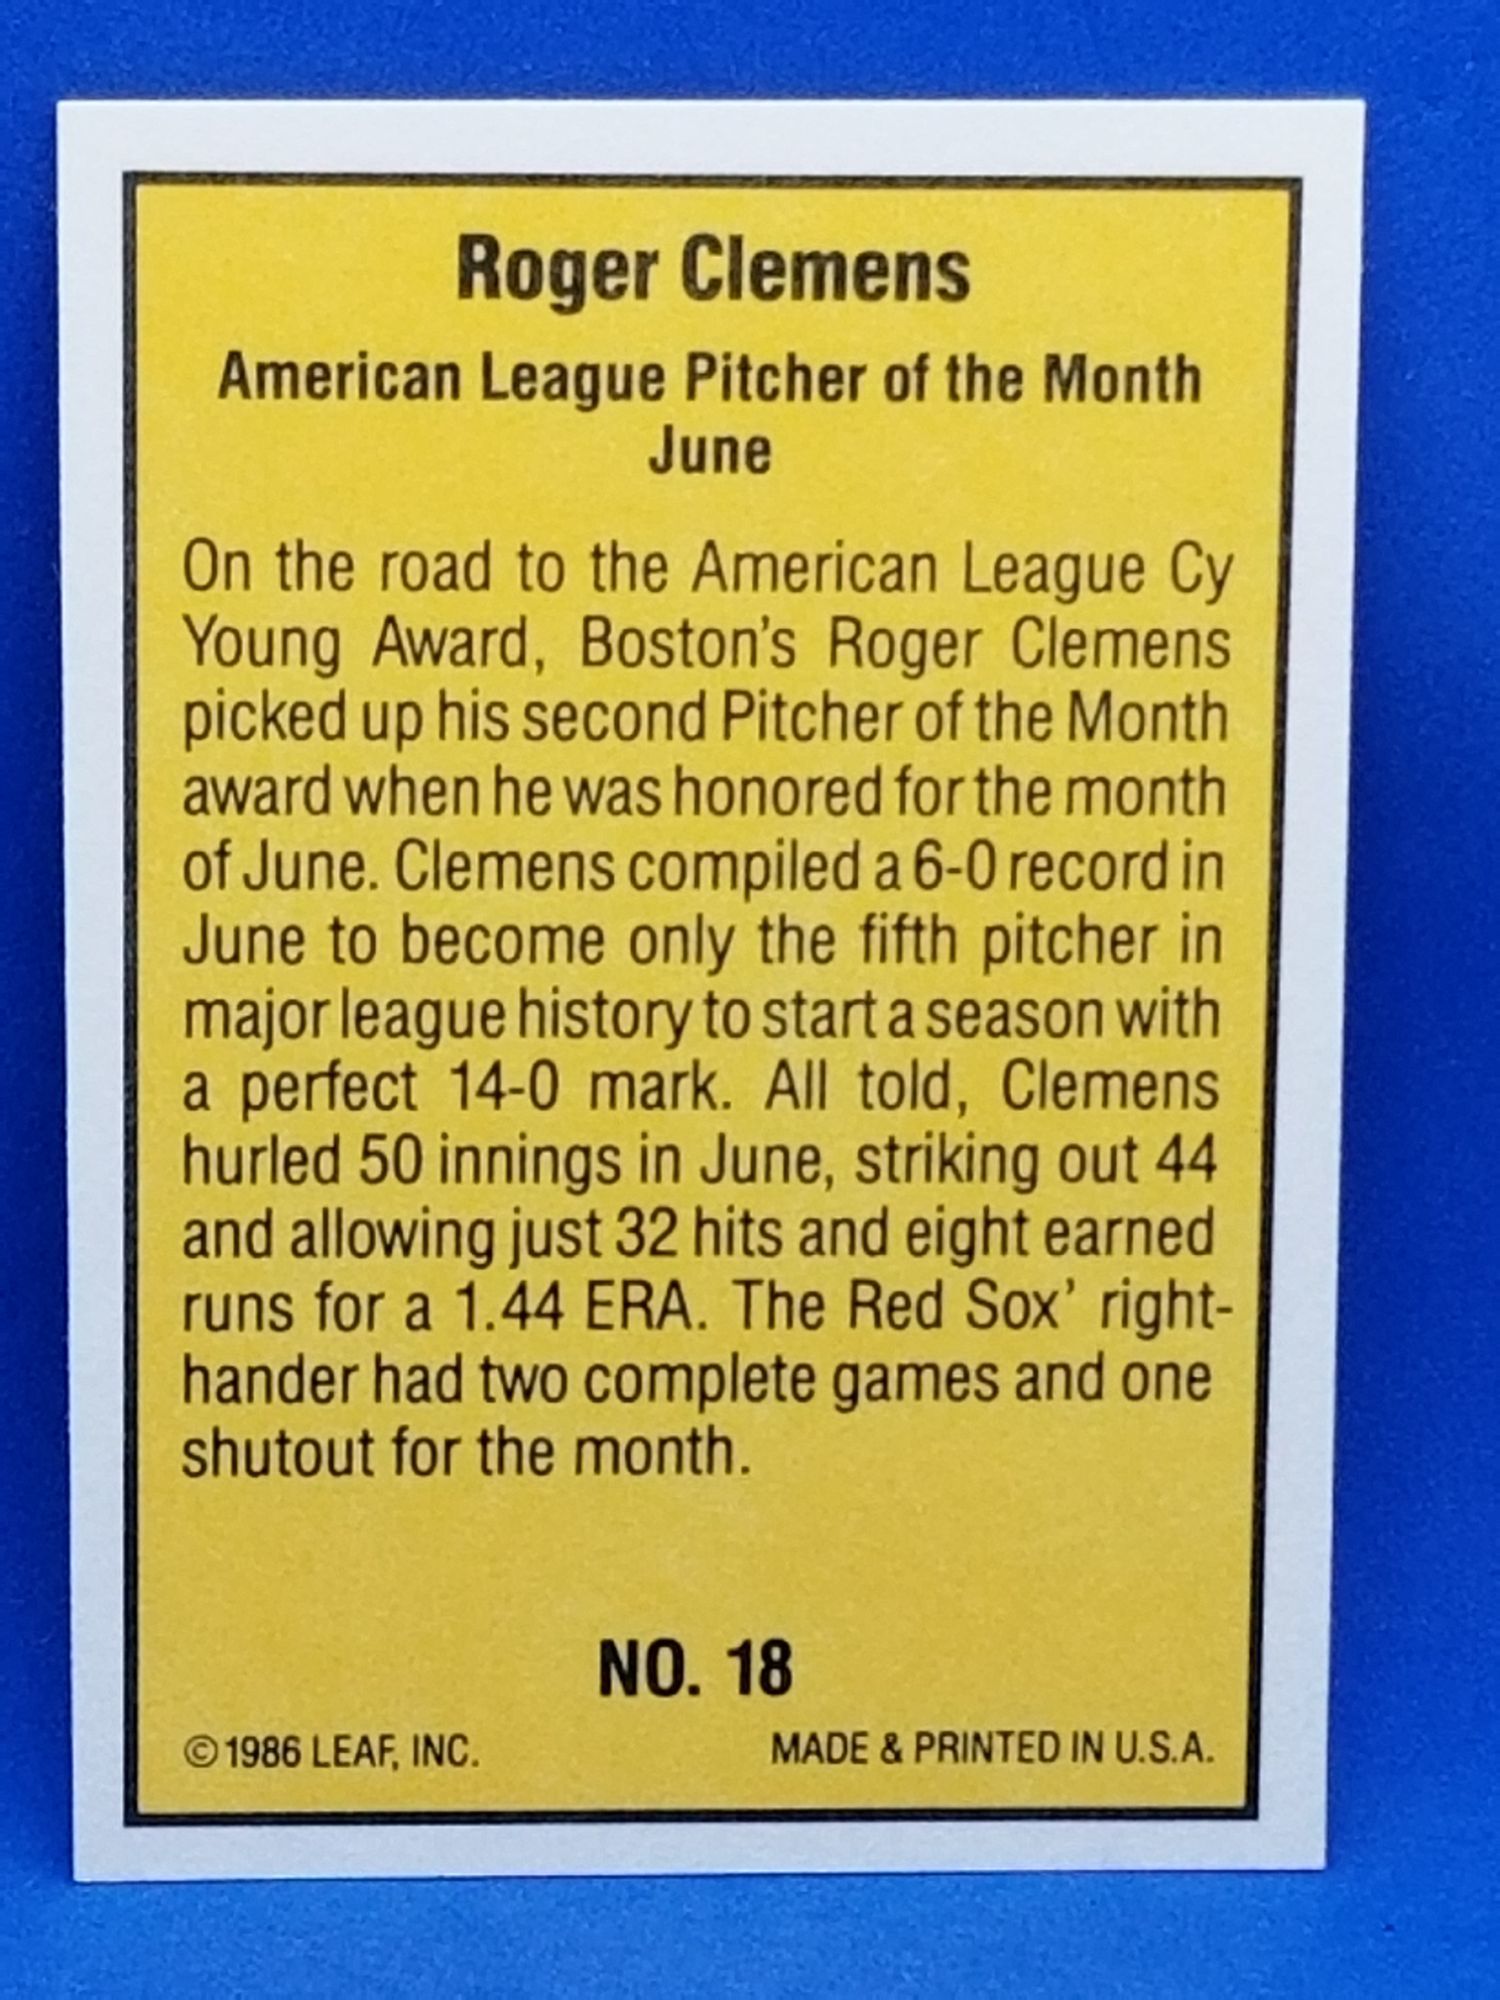 Roger Clemens
American League Pitcher of the Month
June
On the road to the American League Cy
Young Award, Boston's Roger Clemens
picked up his second Pitcher of the Month
award when he was honored for the month
of June. Clemens compiled a 6-0 record in
June to become only the fifth pitcher in
major league history to start a season with
a perfect 14-0 mark. All told, Clemens
hurled 50 innings in June, striking out 44
and allowing just 32 hits and eight earned
runs for a 1.44 ERA. The Red Sox' right-
hander had two complete games and one
shutout for the month.
NO. 18
©1986 LEAF, INC. MADE & PRINTED IN U.S.A.